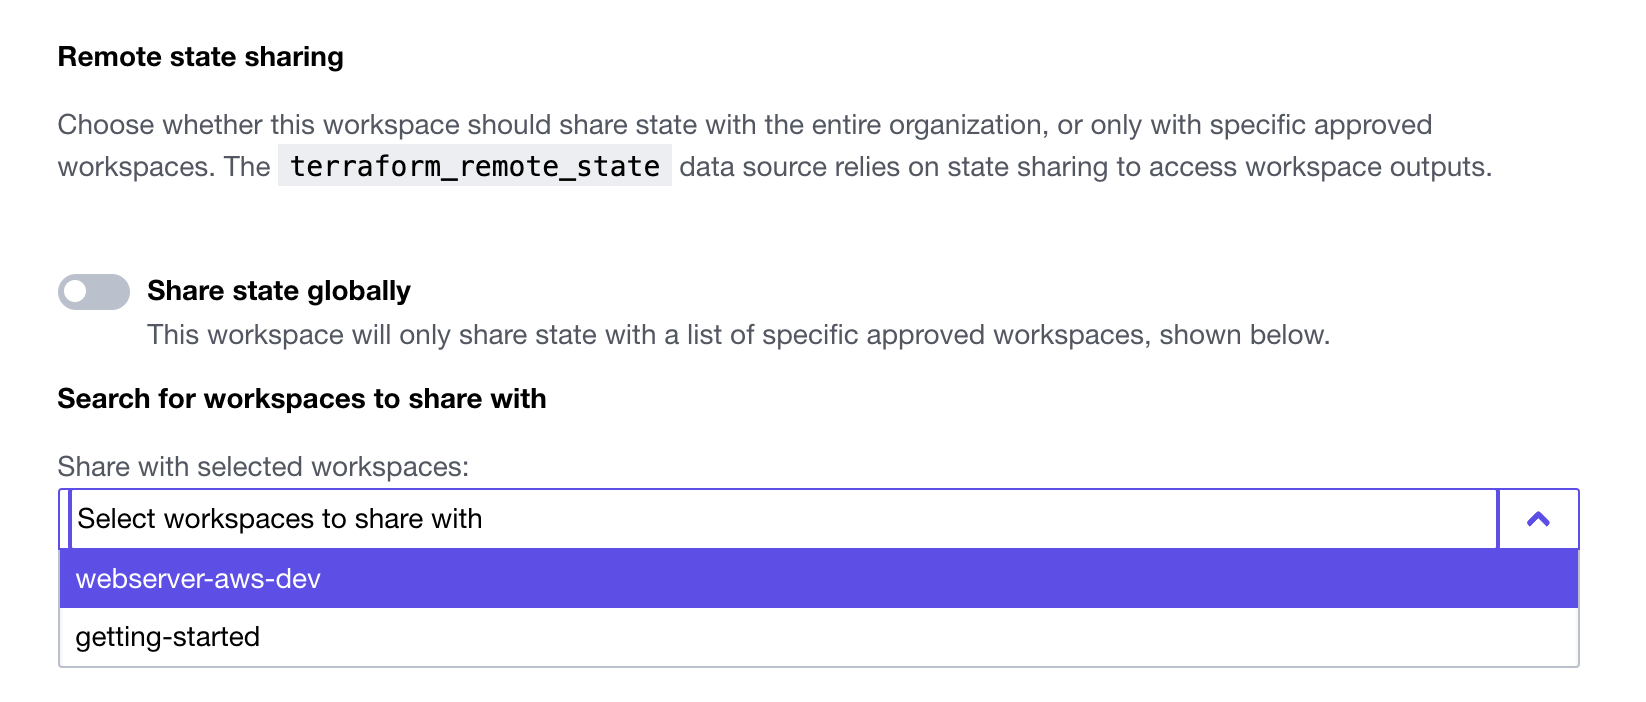 Remote state sharing
Choose whether this workspace should share state with the entire organization, or only with specific approved
workspaces. The terraform_remote_state data source relies on state sharing to access workspace outputs.
Share state globally
This workspace will only share state with a list of specific approved workspaces, shown below.
Search for workspaces to share with
Share with selected workspaces:
Select workspaces to share with
webserver-aws-dev
getting-started